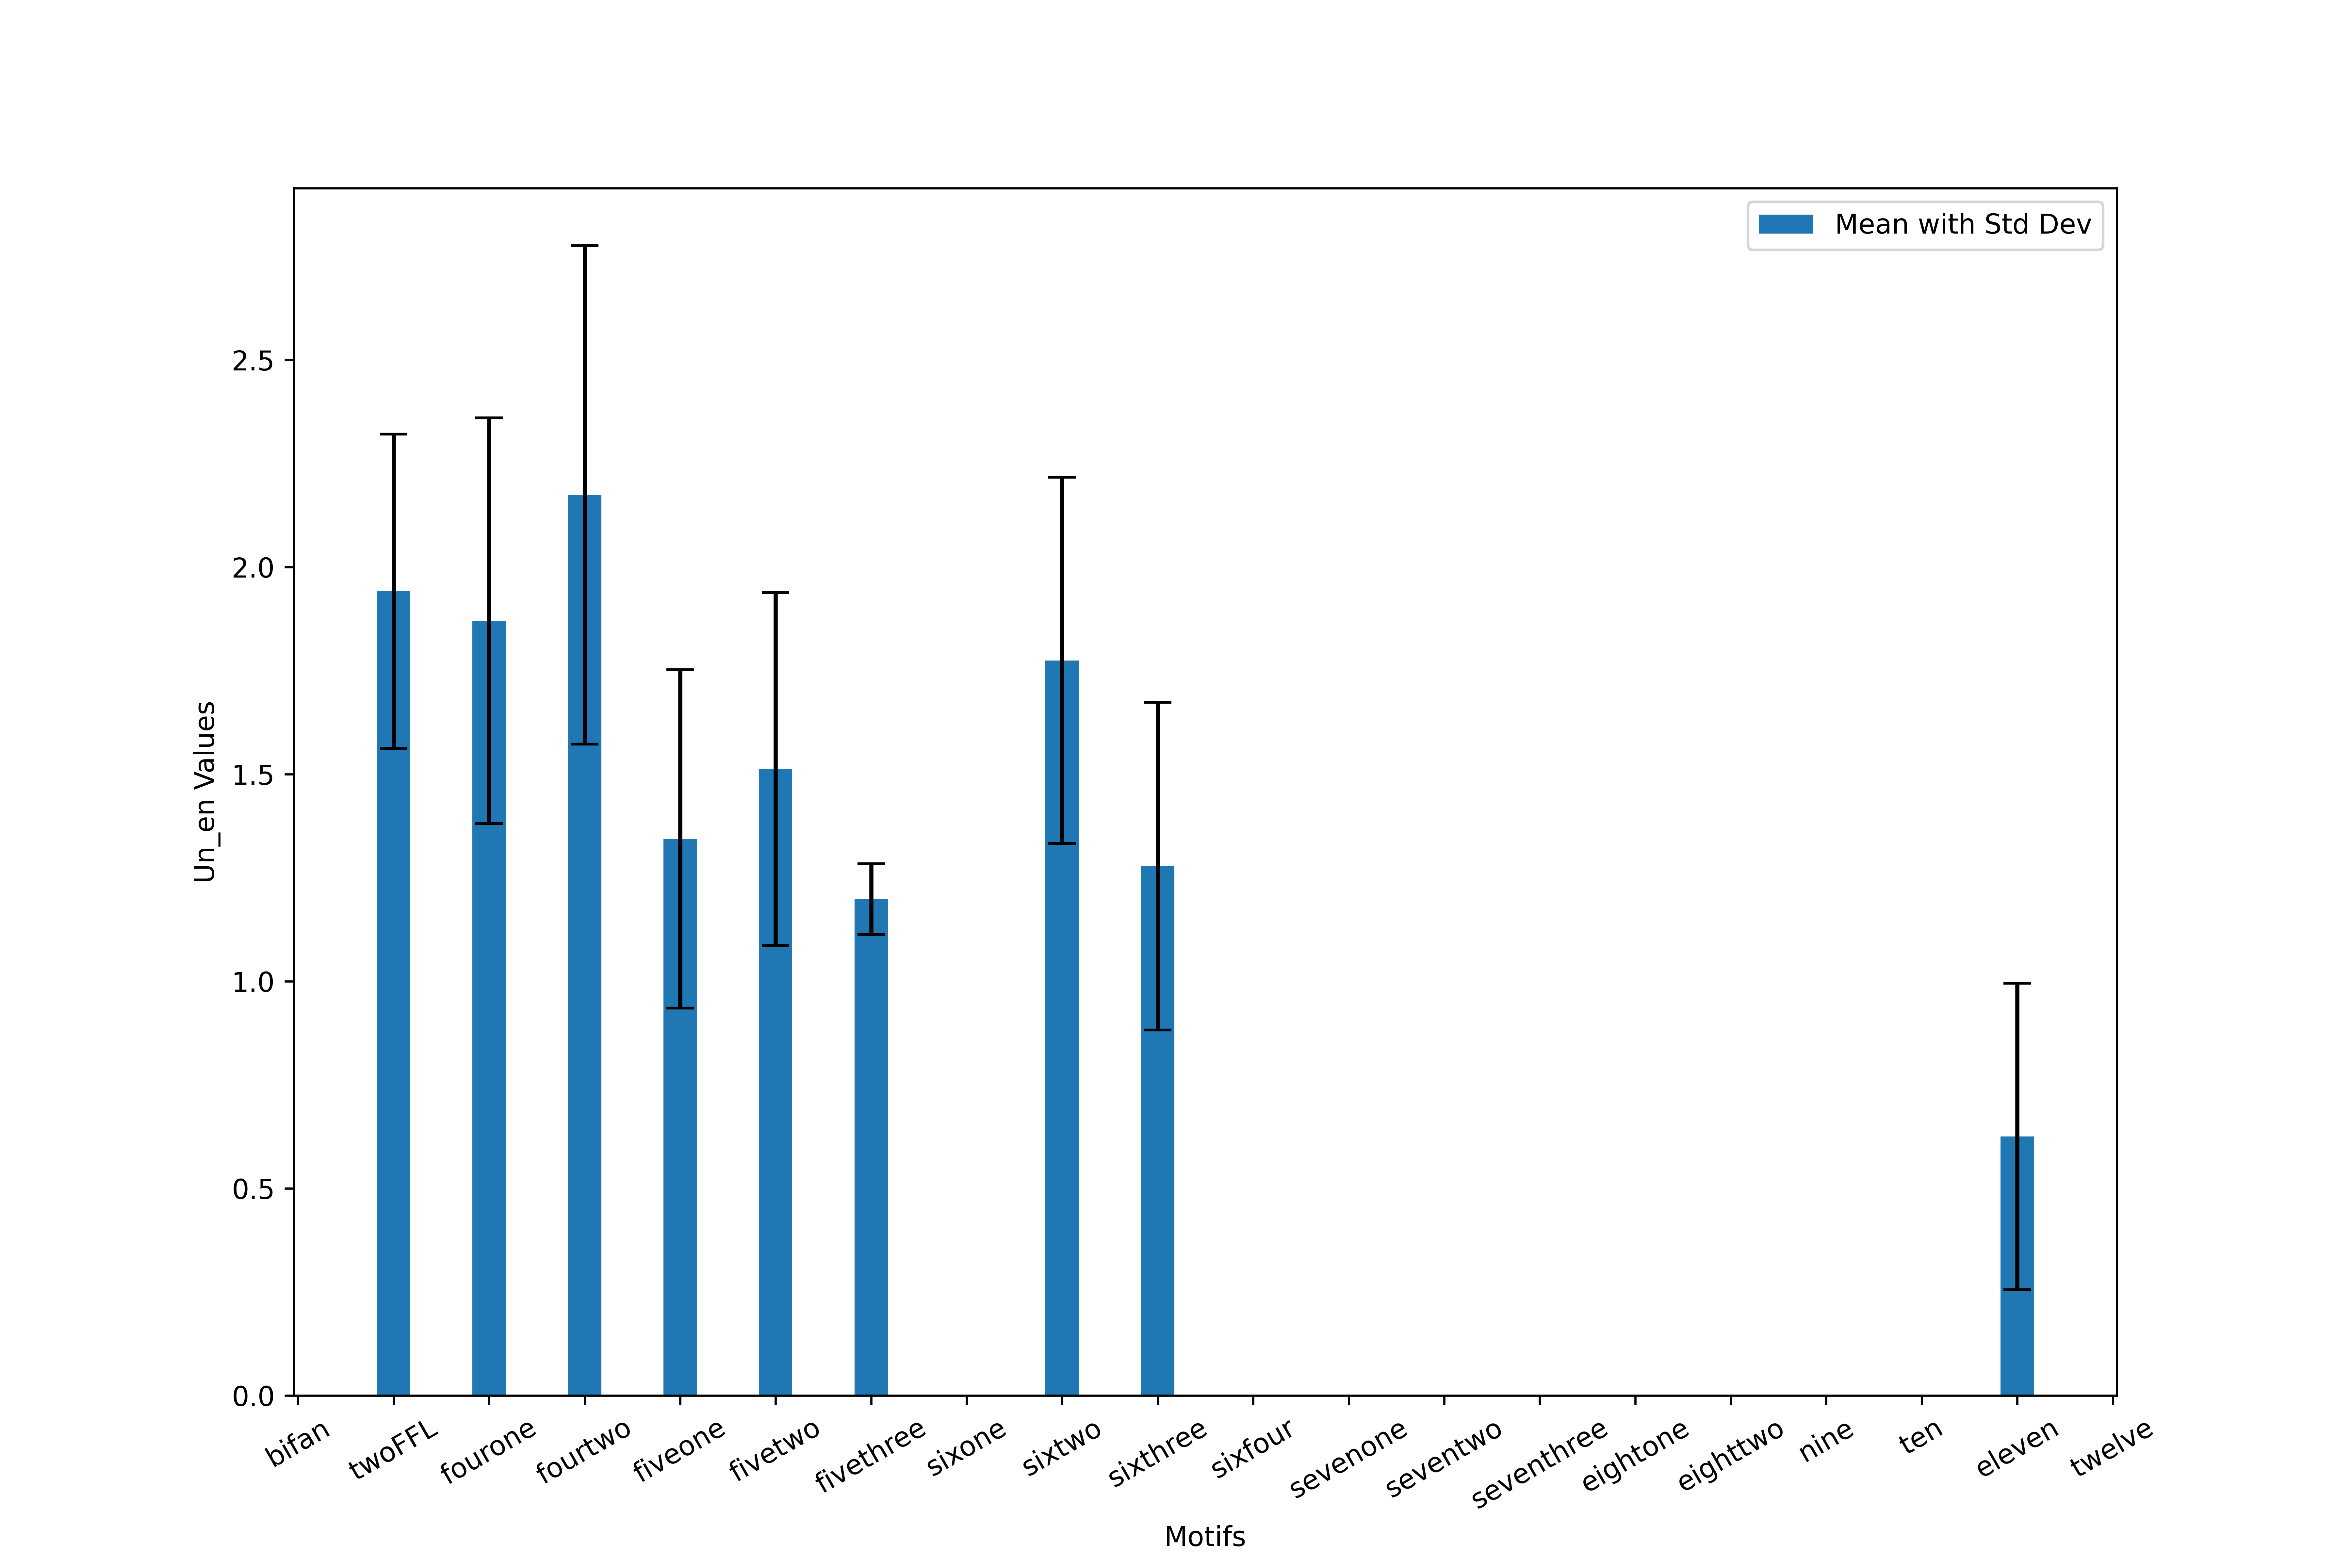 Mean with Std Dev
Un_en Values
2.5
2.0
1.5
1.0
0.5
0.0
bifan twoFFL fourone fourtwo fiveone fivetwo fivethree sixone sixtwo sixthree sixfour sevenone seventwo seventhree eightone eighttwo nine ten eleven twelve
Motifs